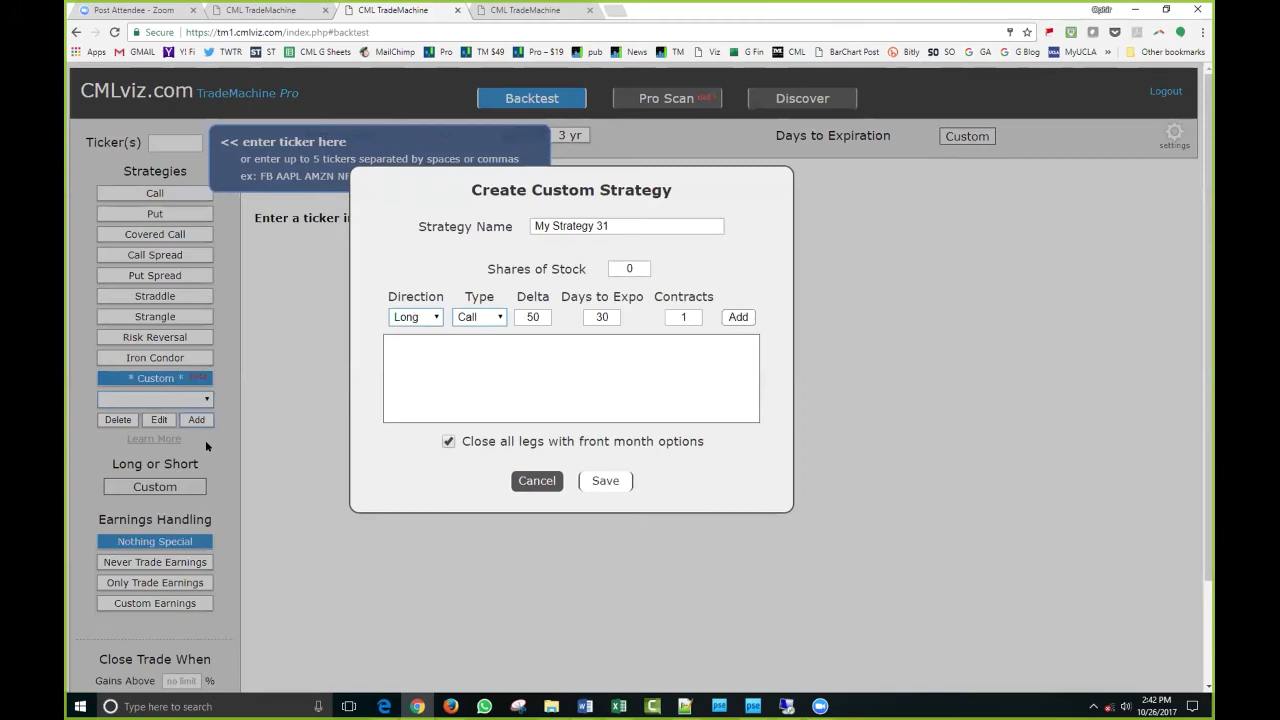 Post Attendee - Zoom
CML TradeMachine
CML TradeMachine
CML TradeMachine
Ophir
Secure
https://tm1.cmlviz.com/index.php#backtest
Apps GMAIL Y! Fi TWTR ST CML G Sheets MailChimp Pro TM $49 Pro – $19 pub News TM Viz G Fin CML BarChart Post Bitly SO GA G Blog MyUCLA » Other bookmarks
CMLviz.com TradeMachine Pro
Backtest
Pro Scan
Discover
Logout
Ticker(s)
<< enter ticker here
or enter up to 5 tickers separated by spaces or commas
ex: FB AAPL AMZN NF
3 yr
Days to Expiration
Custom
settings
Strategies
Call
Put
Covered Call
Call Spread
Put Spread
Straddle
Strangle
Risk Reversal
Iron Condor
* Custom * beta
Delete Edit Add
Learn More
Long or Short
Custom
Earnings Handling
Nothing Special
Never Trade Earnings
Only Trade Earnings
Custom Earnings
Close Trade When
Gains Above no limit %
Enter a ticker i
Create Custom Strategy
Strategy Name My Strategy 31
Shares of Stock 0
Direction Type Delta Days to Expo Contracts
Long Call 50 30 1 Add
Close all legs with front month options
Cancel Save
Type here to search
2:42 PM
10/26/2017